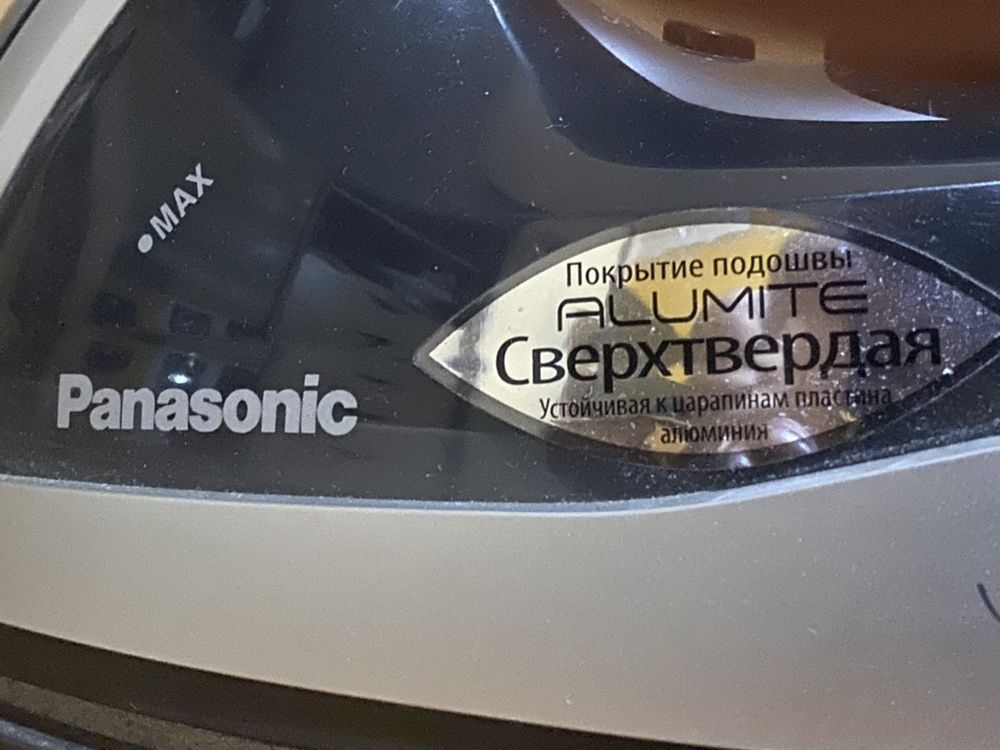 MAX
Panasonic
Покрытие подошвы
ALUMITE
Сверхтвердая
Устойчивая к царапинам пластина
алюминия